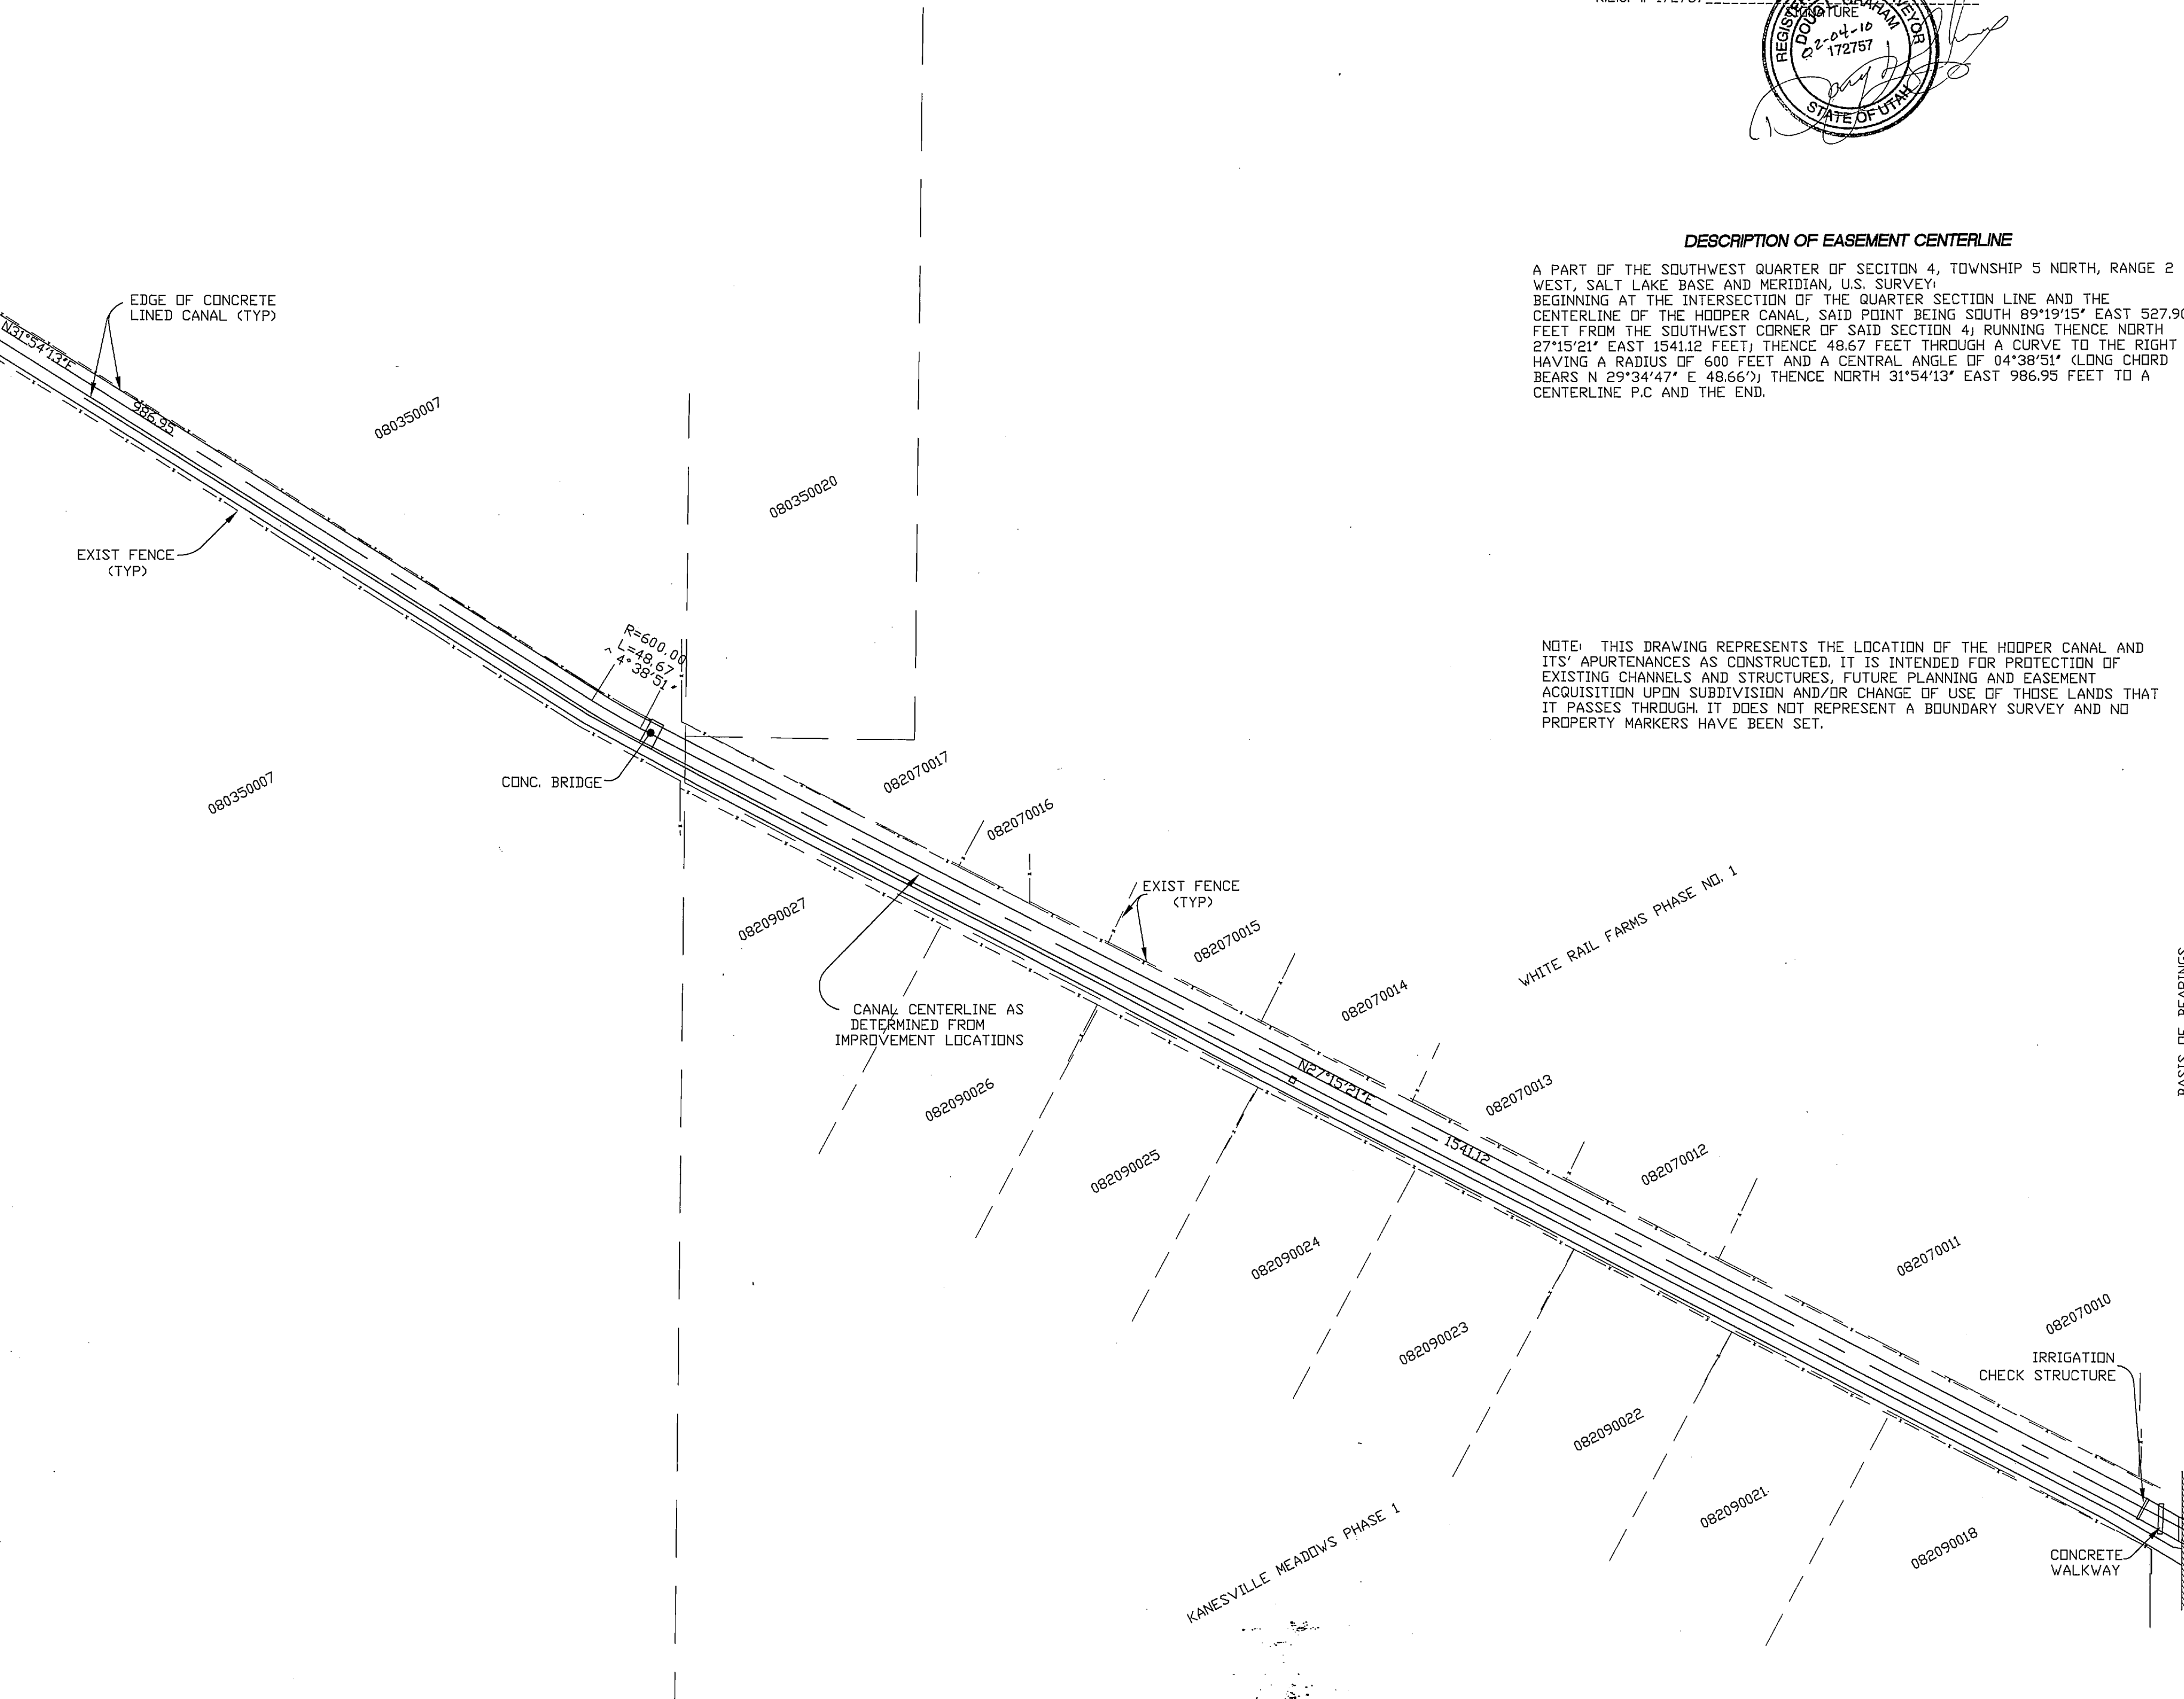 SIGNATURE
STATE OF UTAH
2-04-10
172757
DESCRIPTION OF EASEMENT CENTERLINE
A PART OF THE SOUTHWEST QUARTER OF SECITON 4, TOWNSHIP 5 NORTH, RANGE 2
WEST, SALT LAKE BASE AND MERIDIAN, U.S. SURVEY:
BEGINNING AT THE INTERSECTION OF THE QUARTER SECTION LINE AND THE
CENTERLINE OF THE HOOPER CANAL, SAID POINT BEING SOUTH 89°19'15" EAST 527.90
FEET FROM THE SOUTHWEST CORNER OF SAID SECTION 4; RUNNING THENCE NORTH
27°15'21" EAST 1541.12 FEET; THENCE 48.67 FEET THROUGH A CURVE TO THE RIGHT
HAVING A RADIUS OF 600 FEET AND A CENTRAL ANGLE OF 04°38'51" (LONG CHORD
BEARS N 29°34'47" E 48.66'); THENCE NORTH 31°54'13" EAST 986.95 FEET TO A
CENTERLINE P.C AND THE END.
EDGE OF CONCRETE
LINED CANAL (TYP)
N31°54'13"E
986.95
080350007
080350020
EXIST FENCE
(TYP)
R=600.00
L=48.67
^ 4°38'51"
NOTE: THIS DRAWING REPRESENTS THE LOCATION OF THE HOOPER CANAL AND
ITS' APURTENANCES AS CONSTRUCTED. IT IS INTENDED FOR PROTECTION OF
EXISTING CHANNELS AND STRUCTURES, FUTURE PLANNING AND EASEMENT
ACQUISITION UPON SUBDIVISION AND/OR CHANGE OF USE OF THOSE LANDS THAT
IT PASSES THROUGH. IT DOES NOT REPRESENT A BOUNDARY SURVEY AND NO
PROPERTY MARKERS HAVE BEEN SET.
CONC. BRIDGE
080350007
082070017
082070016
EXIST FENCE
(TYP)
082090027
082070015
WHITE RAIL FARMS PHASE NO. 1
082070014
CANAL CENTERLINE AS
DETERMINED FROM
IMPROVEMENT LOCATIONS
BASIS OF BEARINGS
N27°15'21"E
1541.12
082070013
082090026
082070012
082090025
082070011
082090024
082070010
082090023
IRRIGATION
CHECK STRUCTURE
082090022
082090021
082090018
KANESVILLE MEADOWS PHASE 1
CONCRETE
WALKWAY